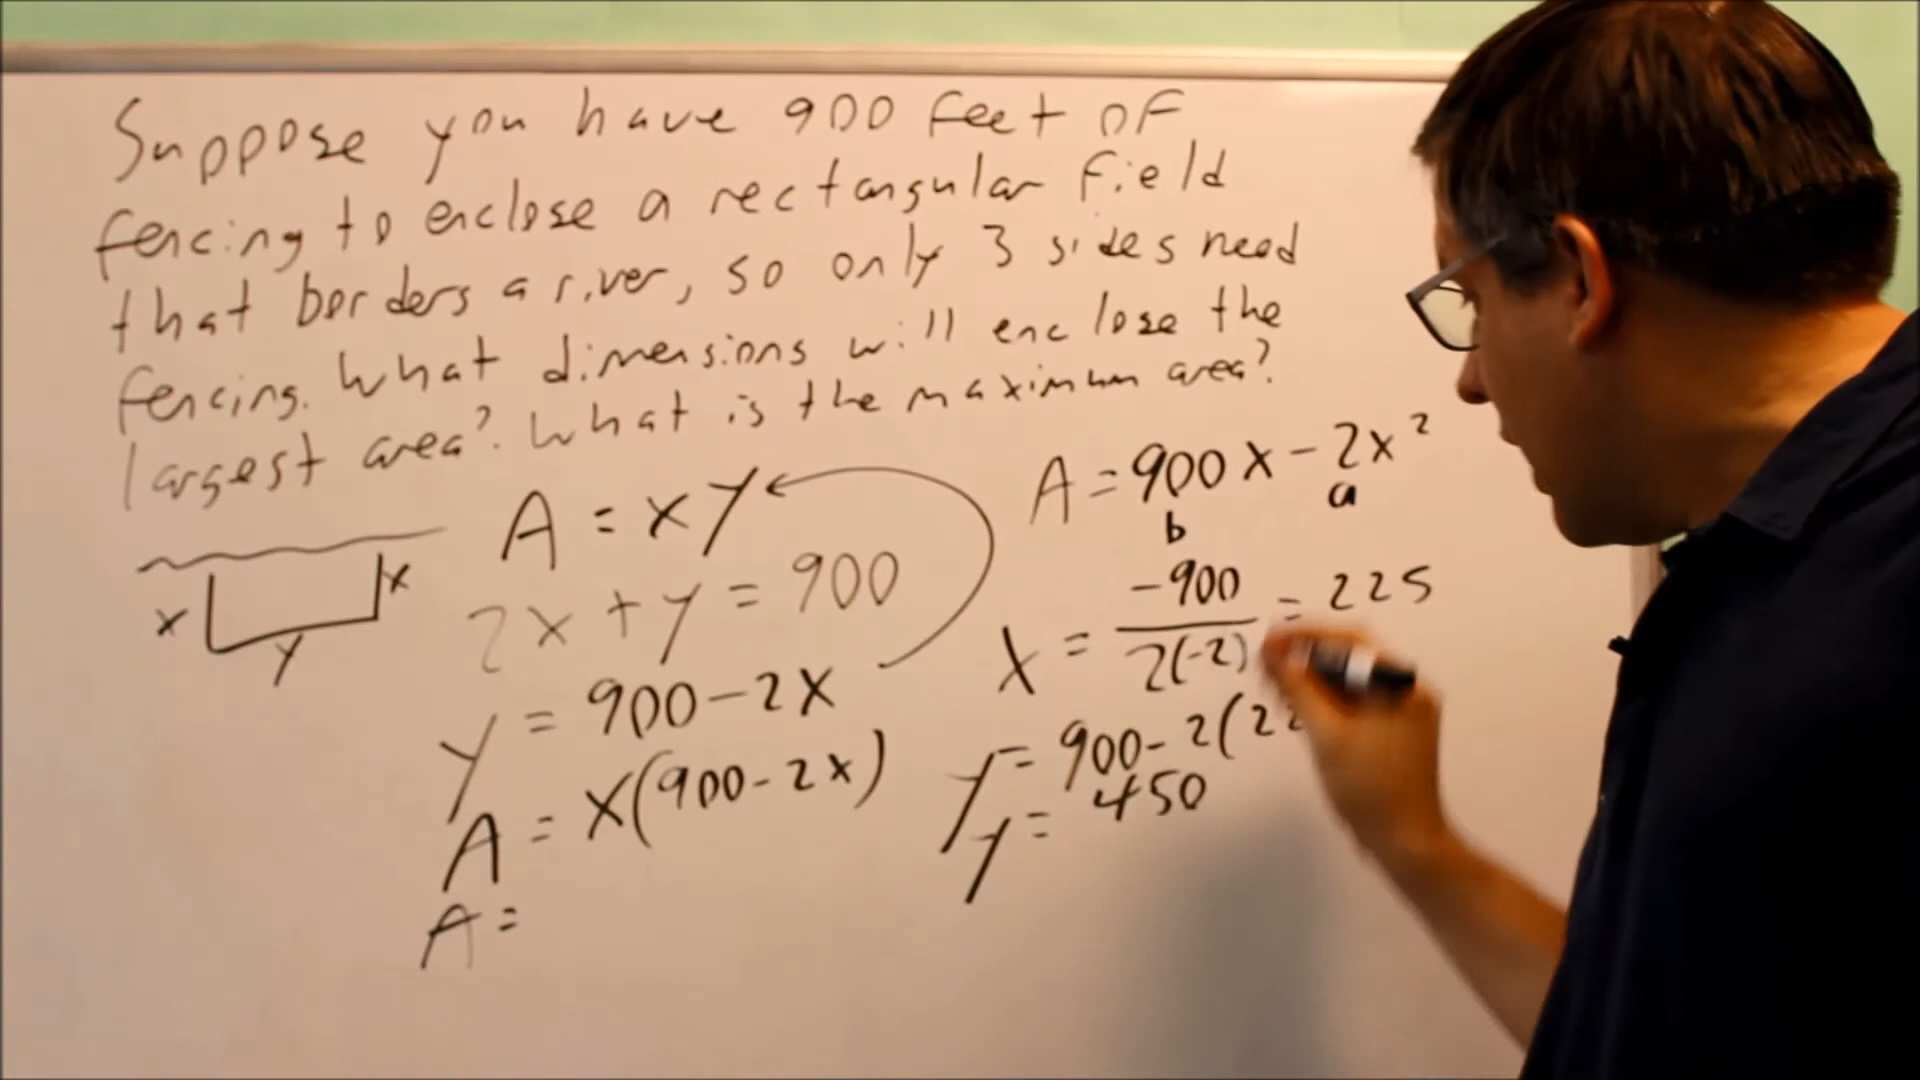 Suppose you have 900 feet of
fencing to enclose a rectangular field
that borders a river, so only 3 sides need
fencing. What dimensions will enclose the
largest area? What is the maximum area?
x
y
x
A = xy
2x + y = 900
y = 900 - 2x
A = x(900 - 2x)
A =
A = 900x - 2x²
b
a
x = -900 / 2(-2) = 225
y = 900 - 2(22
y = 450